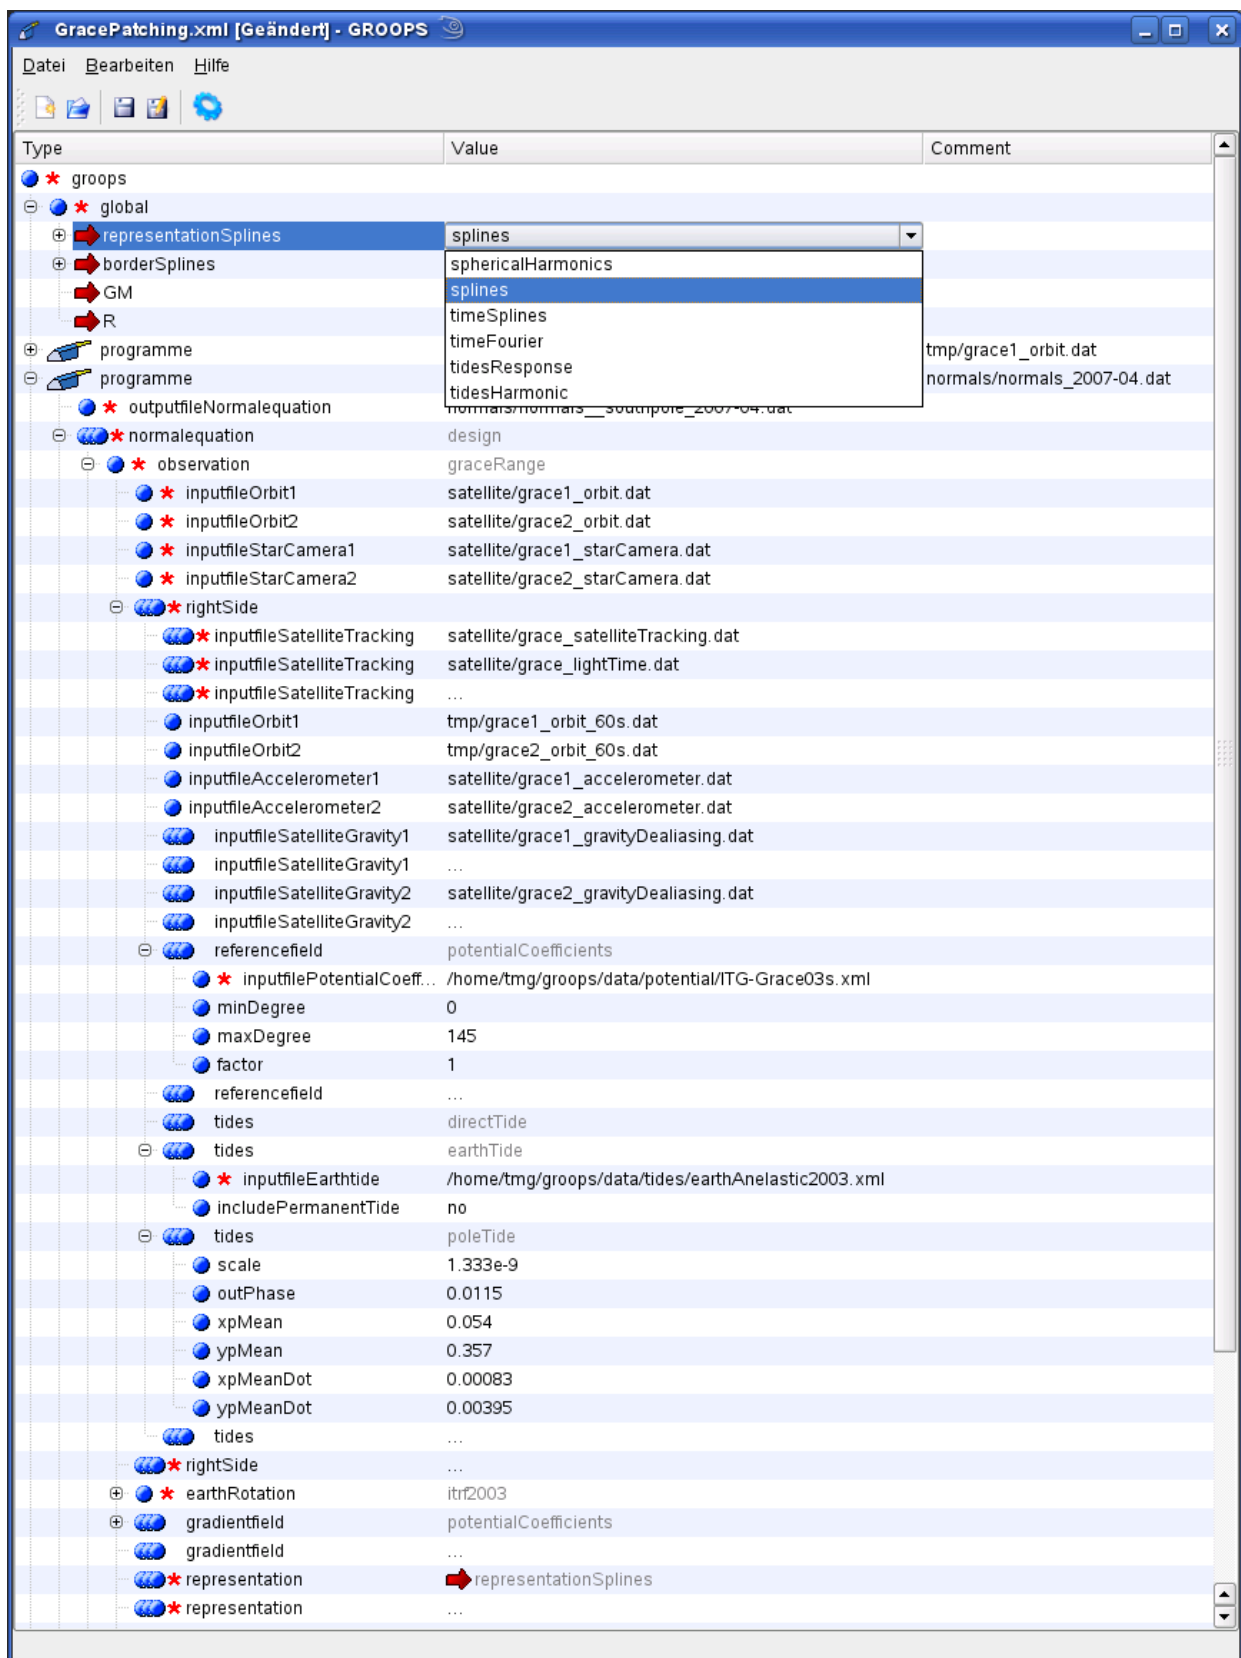 GracePatching.xml [Geändert] - GROOPS
Datei Bearbeiten Hilfe
Type Value Comment
groops
global
representationSplines splines
borderSplines sphericalHarmonics
GM splines
timeSplines
R timeFourier
programme tmp/grace1_orbit.dat
tidesResponse
programme tidesHarmonic normals/normals_2007-04.dat
outputfileNormalequation normals/normals__southpole_2007-04.dat
normalequation design
observation graceRange
inputfileOrbit1 satellite/grace1_orbit.dat
inputfileOrbit2 satellite/grace2_orbit.dat
inputfileStarCamera1 satellite/grace1_starCamera.dat
inputfileStarCamera2 satellite/grace2_starCamera.dat
rightSide
inputfileSatelliteTracking satellite/grace_satelliteTracking.dat
inputfileSatelliteTracking satellite/grace_lightTime.dat
inputfileSatelliteTracking ...
inputfileOrbit1 tmp/grace1_orbit_60s.dat
inputfileOrbit2 tmp/grace2_orbit_60s.dat
inputfileAccelerometer1 satellite/grace1_accelerometer.dat
inputfileAccelerometer2 satellite/grace2_accelerometer.dat
inputfileSatelliteGravity1 satellite/grace1_gravityDealiasing.dat
inputfileSatelliteGravity1 ...
inputfileSatelliteGravity2 satellite/grace2_gravityDealiasing.dat
inputfileSatelliteGravity2 ...
referencefield potentialCoefficients
inputfilePotentialCoeff... /home/tmg/groops/data/potential/ITG-Grace03s.xml
minDegree 0
maxDegree 145
factor 1
referencefield ...
tides directTide
tides earthTide
inputfileEarthtide /home/tmg/groops/data/tides/earthAnelastic2003.xml
includePermanentTide no
tides poleTide
scale 1.333e-9
outPhase 0.0115
xpMean 0.054
ypMean 0.357
xpMeanDot 0.00083
ypMeanDot 0.00395
tides ...
rightSide ...
earthRotation itrf2003
gradientfield potentialCoefficients
gradientfield ...
representation representationSplines
representation ...